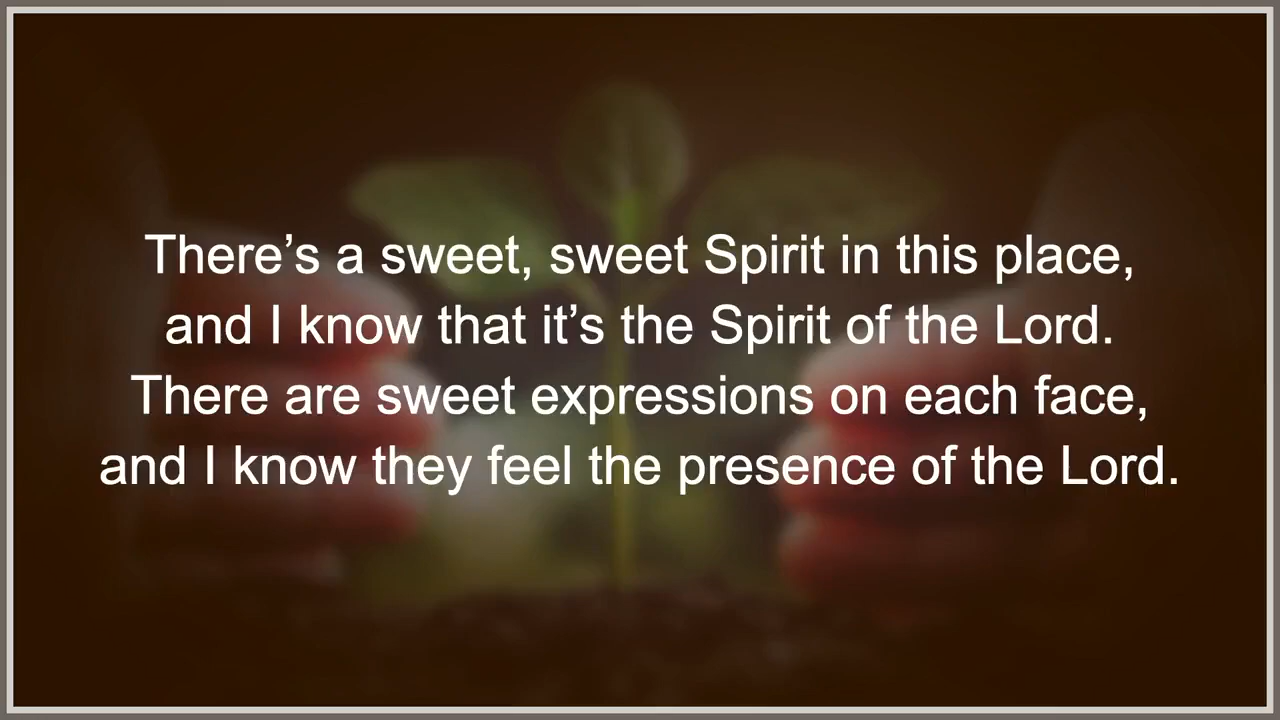 There’s a sweet, sweet Spirit in this place,
and I know that it’s the Spirit of the Lord.
There are sweet expressions on each face,
and I know they feel the presence of the Lord.